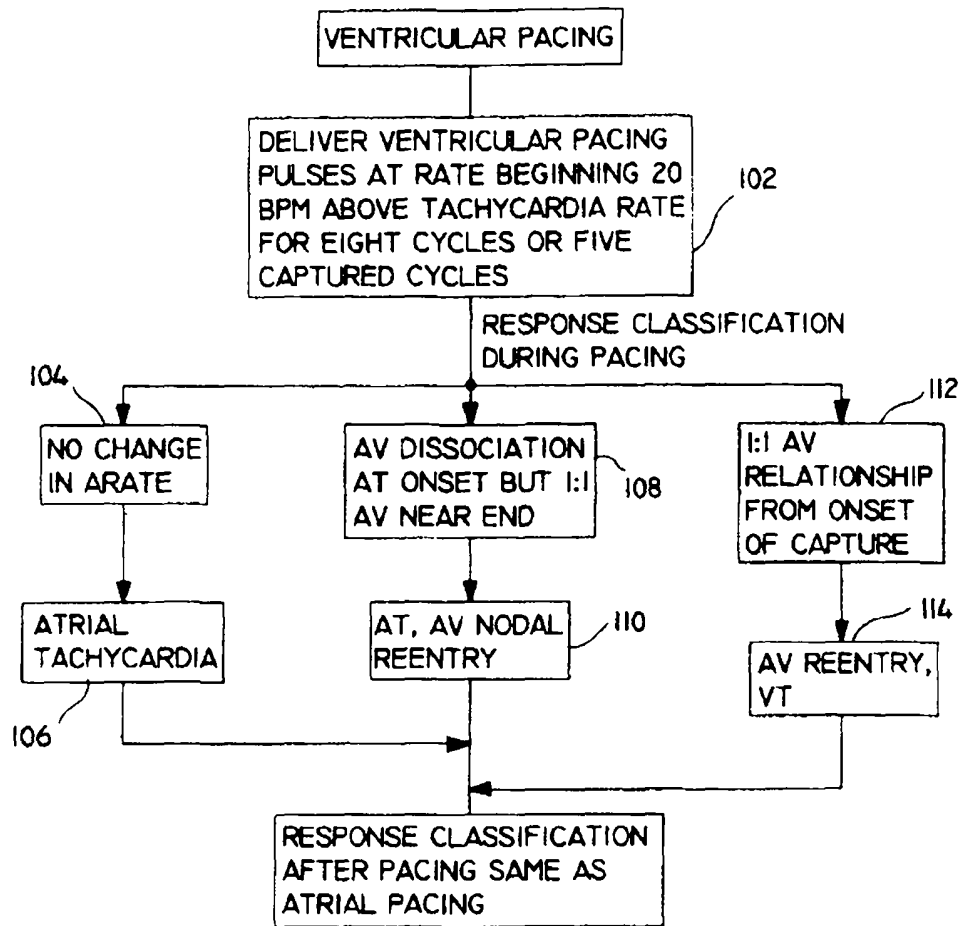 VENTRICULAR PACING
DELIVER VENTRICULAR PACING
PULSES AT RATE BEGINNING 20
BPM ABOVE TACHYCARDIA RATE
FOR EIGHT CYCLES OR FIVE
CAPTURED CYCLES
102
RESPONSE CLASSIFICATION
DURING PACING
104
NO CHANGE
IN ARATE
AV DISSOCIATION
AT ONSET BUT 1:1
AV NEAR END
108
112
1:1 AV
RELATIONSHIP
FROM ONSET
OF CAPTURE
ATRIAL
TACHYCARDIA
106
AT, AV NODAL
REENTRY
110
114
AV REENTRY,
VT
RESPONSE CLASSIFICATION
AFTER PACING SAME AS
ATRIAL PACING